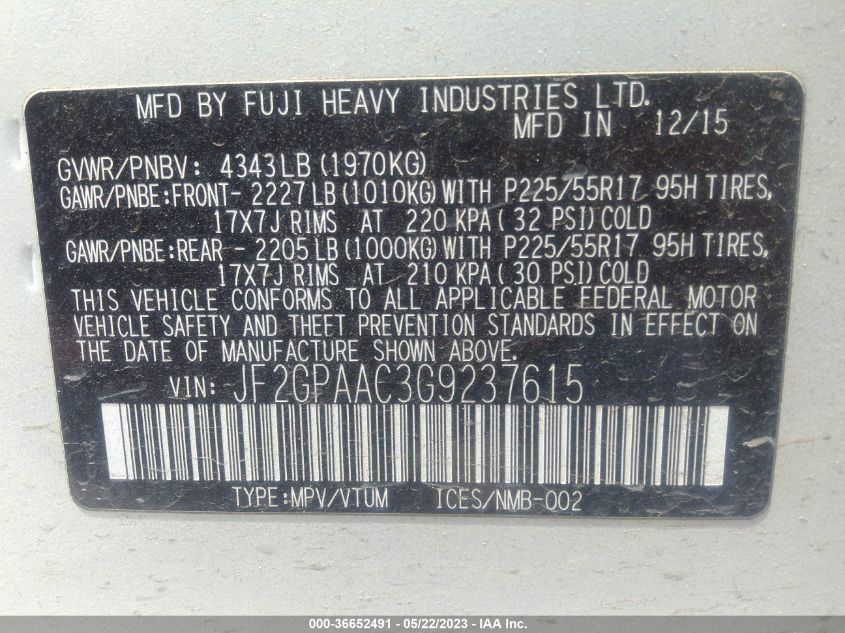 MFD BY FUJI HEAVY INDUSTRIES LTD.
MFD IN 12/15
GVWR/PNBV: 4343LB (1970KG)
GAWR/PNBE:FRONT- 2227LB (1010KG) WITH P225/55R17 95H TIRES,
17X7J RIMS AT 220 KPA (32 PSI) COLD
GAWR/PNBE:REAR - 2205LB (1000KG) WITH P225/55R17 95H TIRES,
17X7J RIMS AT 210 KPA (30 PSI) COLD
THIS VEHICLE CONFORMS TO ALL APPLICABLE FEDERAL MOTOR
VEHICLE SAFETY AND THEFT PREVENTION STANDARDS IN EFFECT ON
THE DATE OF MANUFACTURE SHOWN ABOVE.
VIN: JF2GPAAC3G9237615
TYPE:MPV/VTUM ICES/NMB-002
000-36652491 - 05/22/2023 - IAA, Inc.